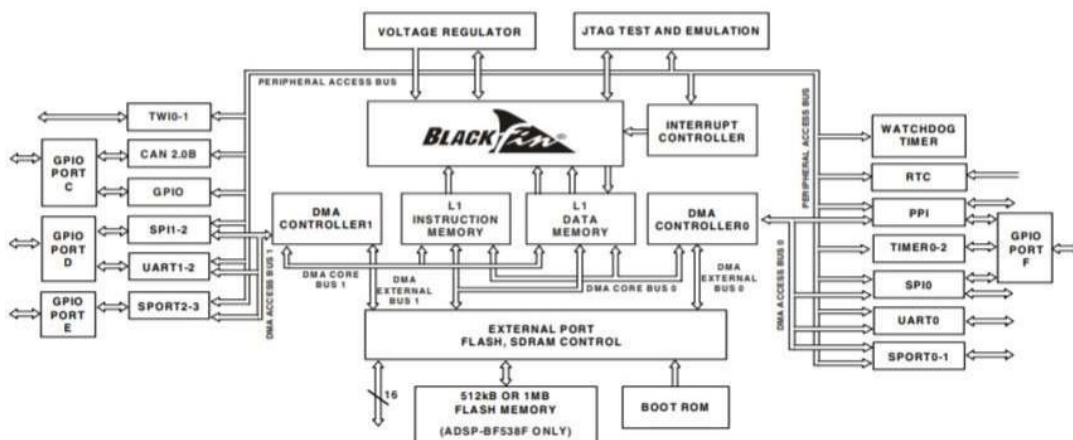 VOLTAGE REGULATOR
JTAG TEST AND EMULATION
PERIPHERAL ACCESS BUS
TWI0-1
CAN 2.0B
GPIO
SPI1-2
UART1-2
SPORT2-3
GPIO
PORT
C
GPIO
PORT
D
GPIO
PORT
E
BLACKfin®
INTERRUPT
CONTROLLER
DMA
CONTROLLER1
L1
INSTRUCTION
MEMORY
L1
DATA
MEMORY
DMA
CONTROLLER0
DMA ACCESS BUS 1
DMA CORE
BUS 1
DMA
EXTERNAL
BUS 1
DMA CORE BUS 0
DMA
EXTERNAL
BUS 0
PERIPHERAL ACCESS BUS
DMA ACCESS BUS 0
WATCHDOG
TIMER
RTC
PPI
TIMER0-2
SPI0
UART0
SPORT0-1
GPIO
PORT
F
EXTERNAL PORT
FLASH, SDRAM CONTROL
16
512kB OR 1MB
FLASH MEMORY
(ADSP-BF538F ONLY)
BOOT ROM